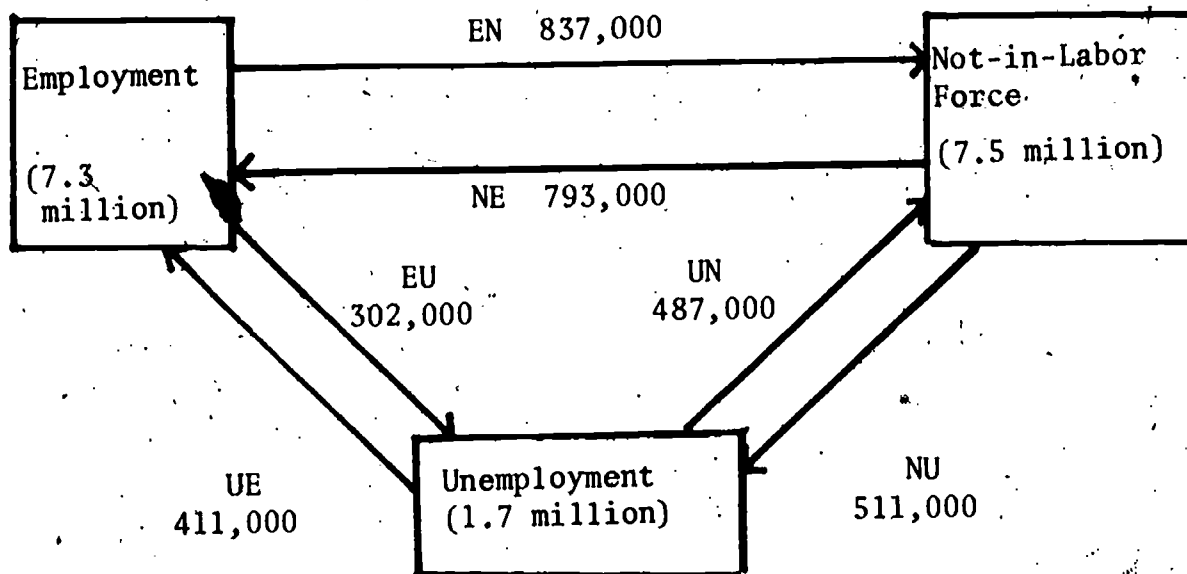 EN 837,000
Employment
(7.3
million)
Not-in-Labor
Force
(7.5 million)
NE 793,000
EU
302,000
UN
487,000
UE
411,000
Unemployment
(1.7 million)
NU
511,000